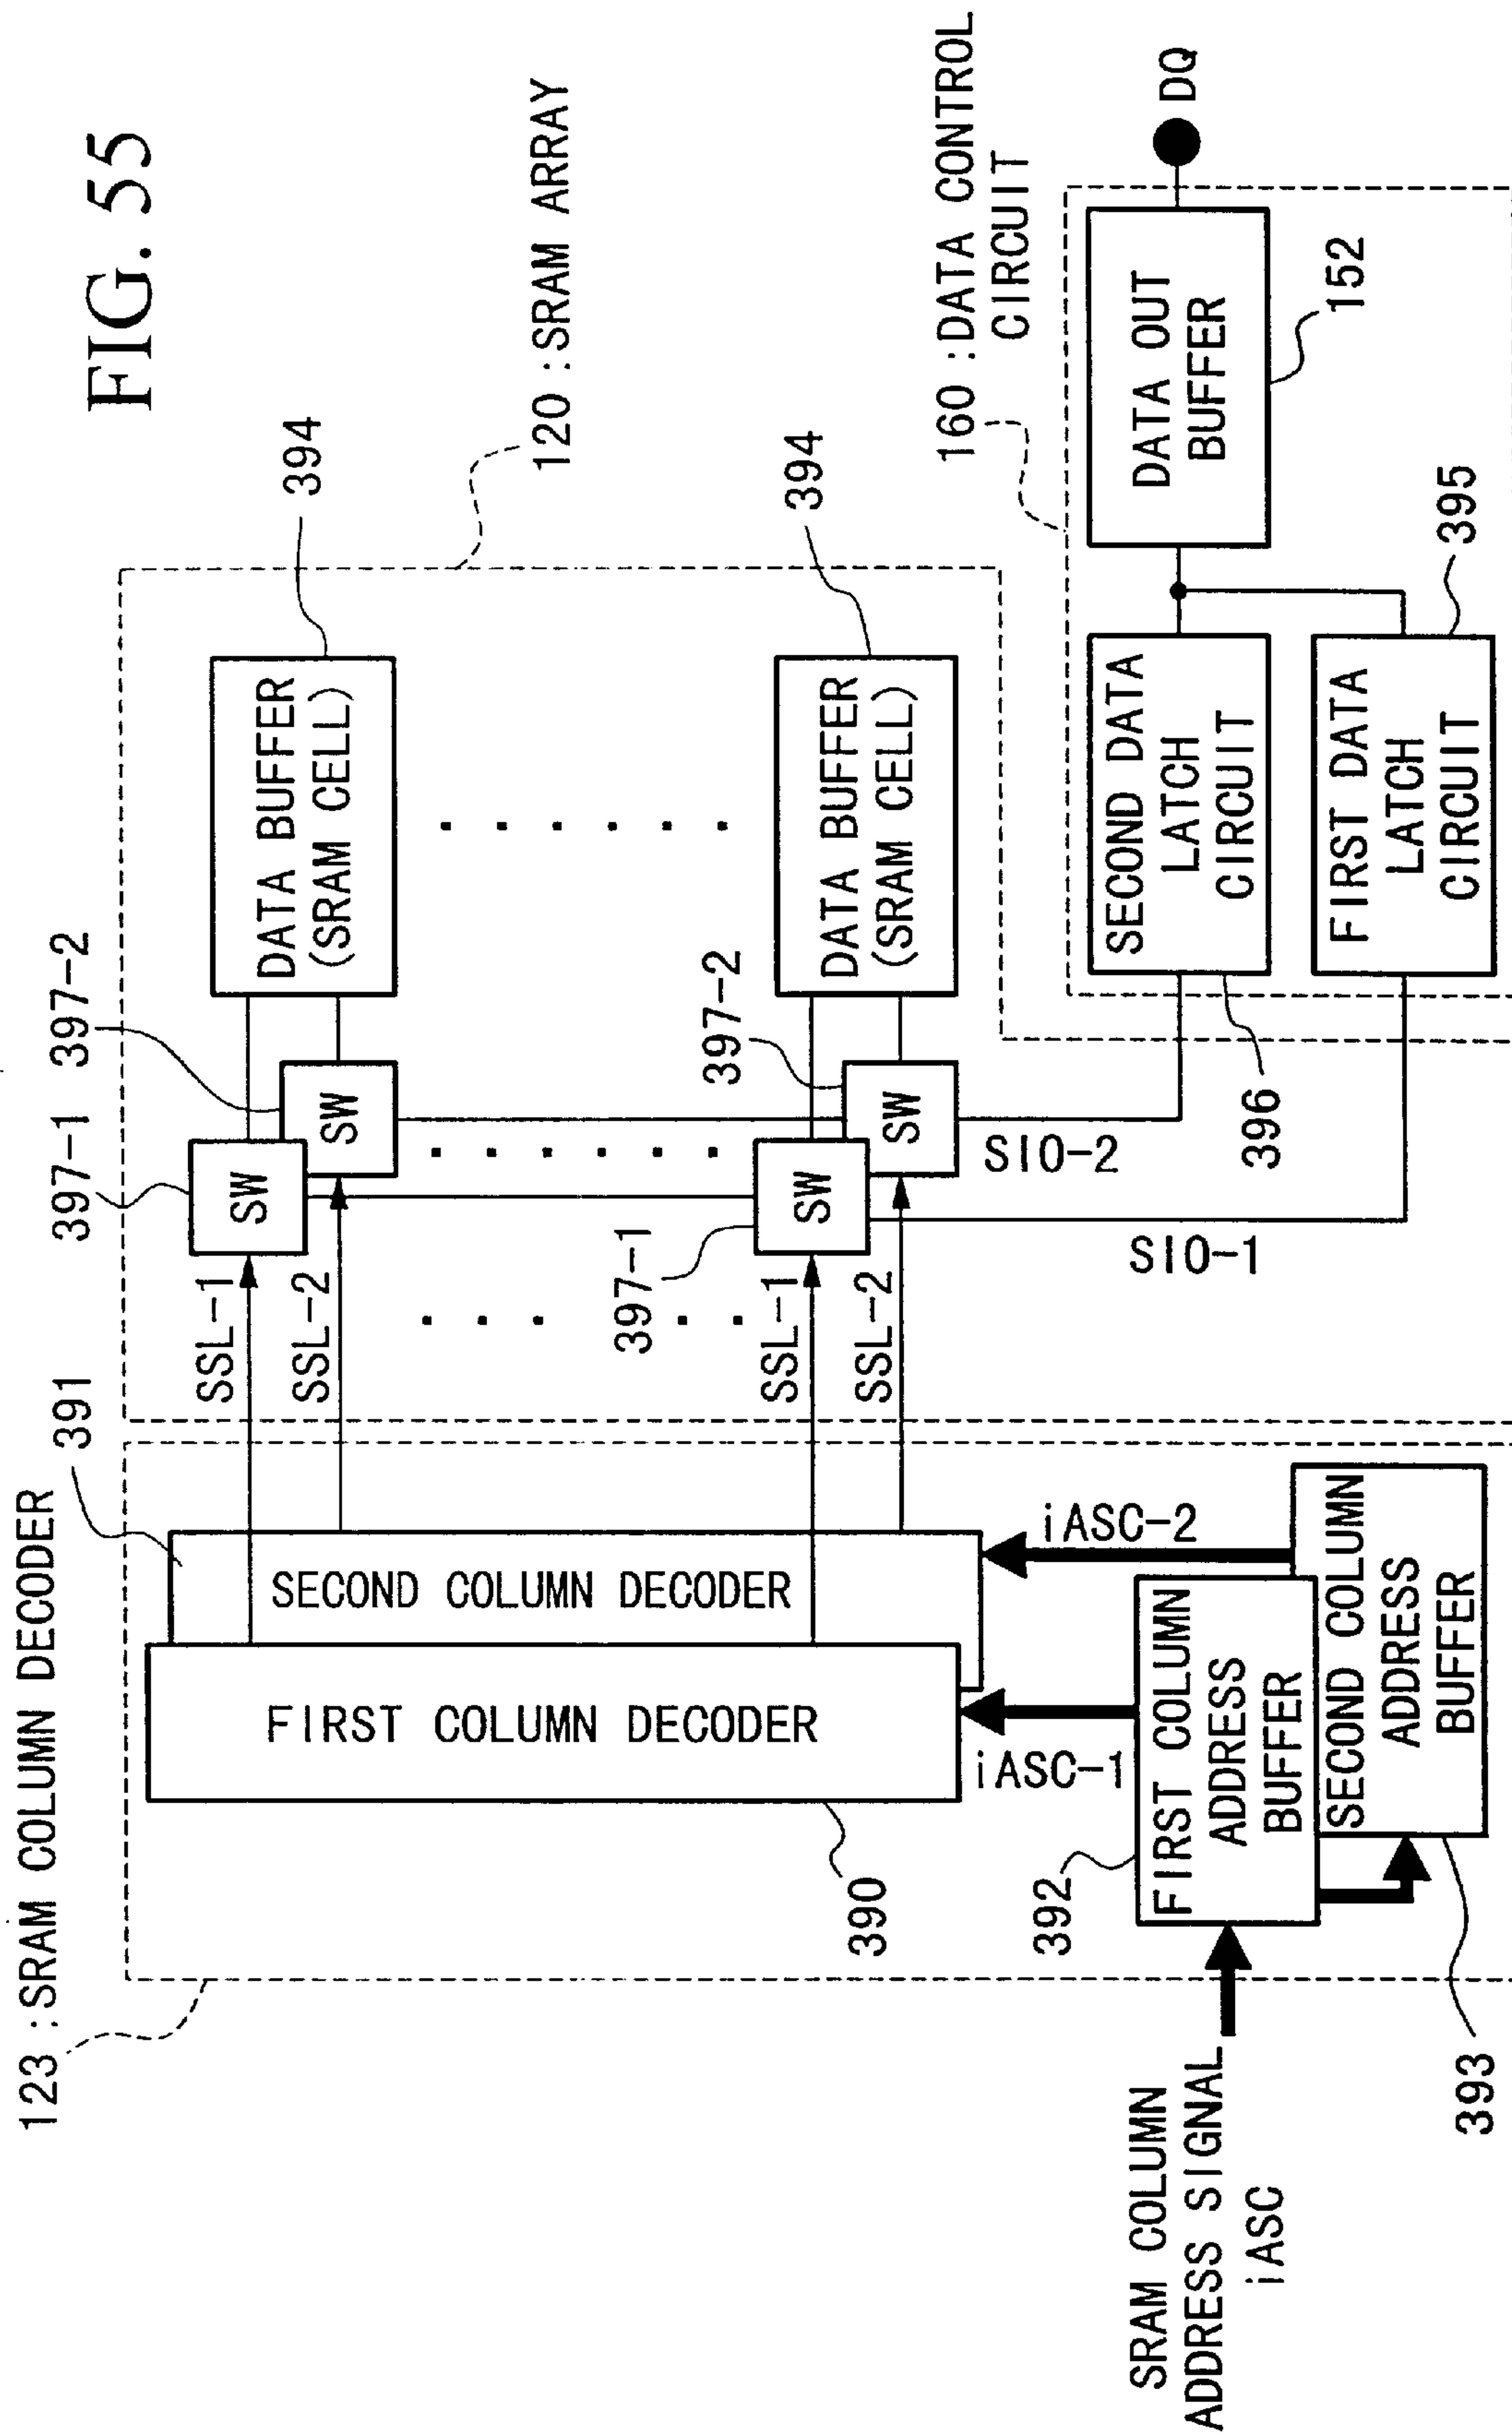 FIG. 55
123 : SRAM COLUMN DECODER
391
397-1
397-2
394
120 : SRAM ARRAY
SSL-1
SSL-2
SW
SW
DATA BUFFER
(SRAM CELL)
SECOND COLUMN DECODER
FIRST COLUMN DECODER
390
397-1
397-2
394
SSL-1
SSL-2
SW
SW
DATA BUFFER
(SRAM CELL)
160 : DATA CONTROL
CIRCUIT
iASC-1
iASC-2
SIO-1
SIO-2
392
FIRST COLUMN
ADDRESS
BUFFER
SECOND COLUMN
ADDRESS
BUFFER
393
SRAM COLUMN
ADDRESS SIGNAL
iASC
396
SECOND DATA
LATCH
CIRCUIT
FIRST DATA
LATCH
CIRCUIT
395
DATA OUT
BUFFER
152
DQ